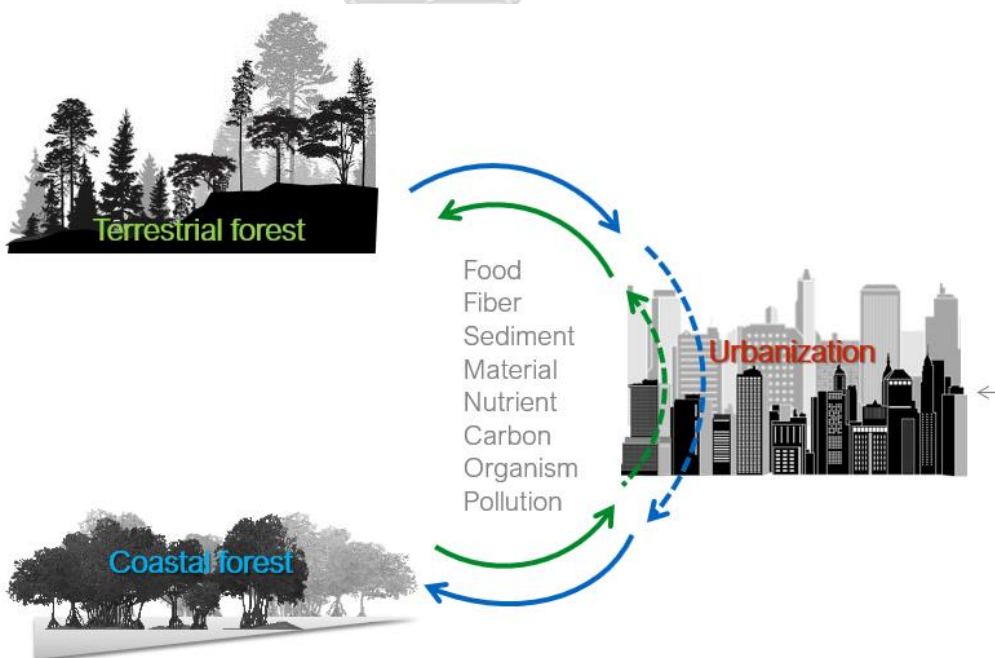 Terrestrial forest
Food
Fiber
Sediment
Material
Nutrient
Carbon
Organism
Pollution
Urbanization
Coastal forest